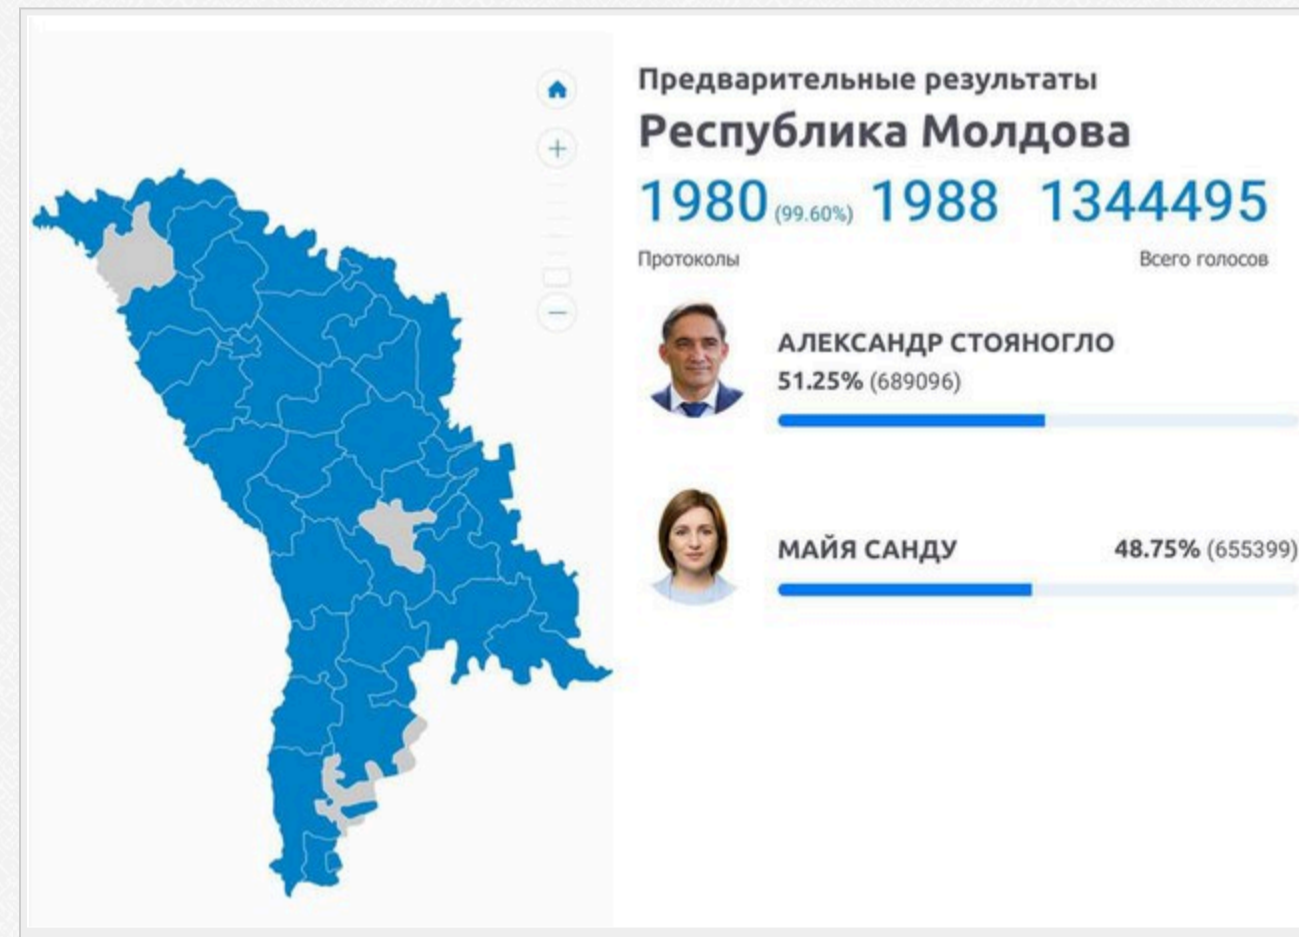 Предварительные результаты
Республика Молдова
1980 (99.60%) 1988 1344495
Протоколы Всего голосов
АЛЕКСАНДР СТОЯНОГЛО
51.25% (689096)
МАЙЯ САНДУ 48.75% (655399)